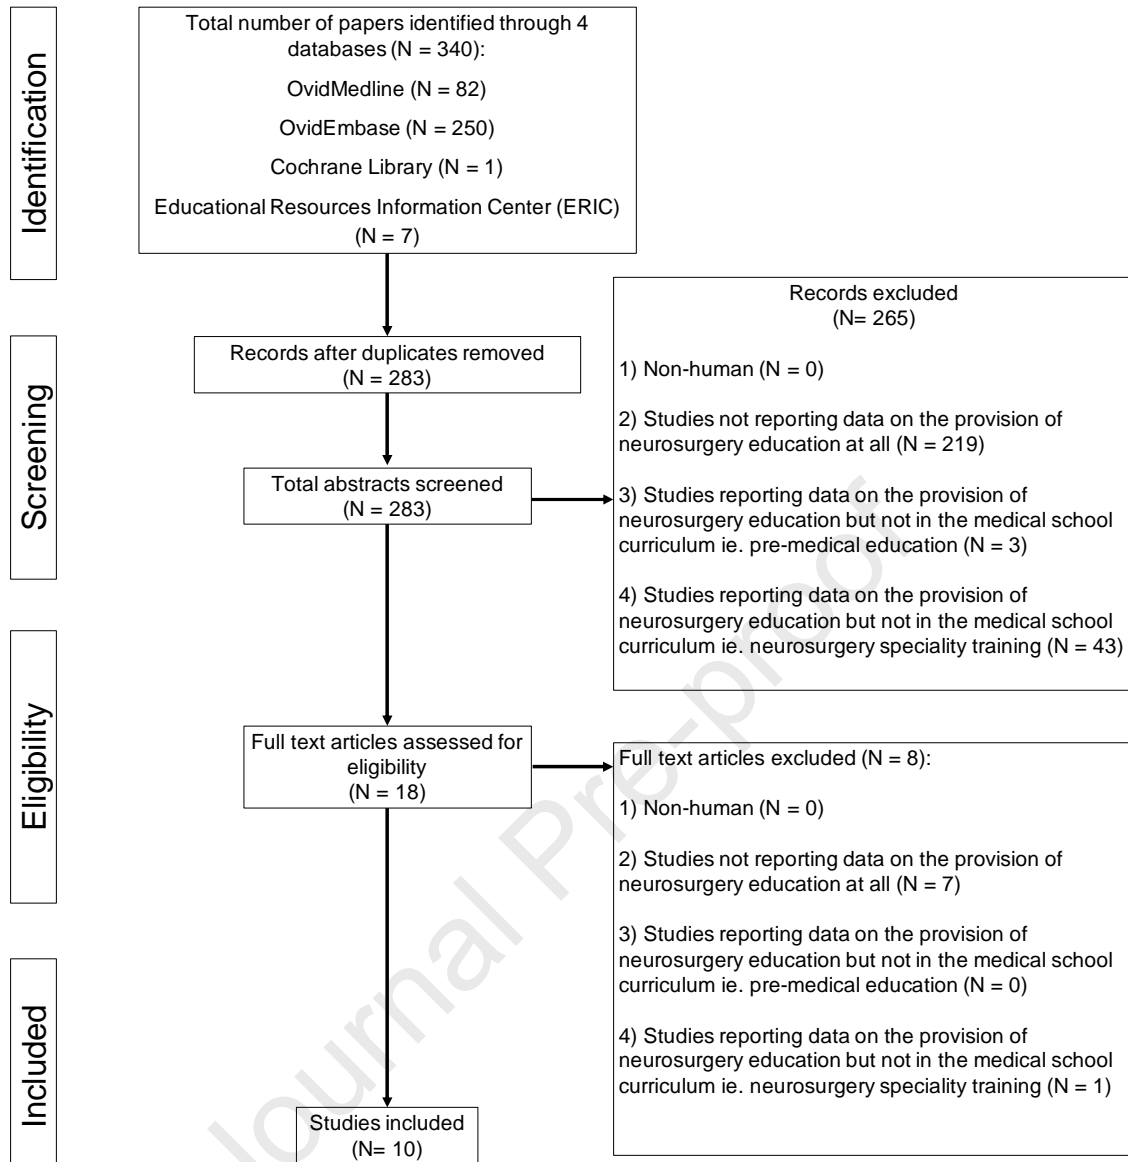 Identification
Total number of papers identified through 4
databases (N = 340):
OvidMedline (N = 82)
OvidEmbase (N = 250)
Cochrane Library (N = 1)
Educational Resources Information Center (ERIC)
(N = 7)
Screening
Records after duplicates removed
(N = 283)
Total abstracts screened
(N = 283)
Records excluded
(N= 265)
1) Non-human (N = 0)
2) Studies not reporting data on the provision of
neurosurgery education at all (N = 219)
3) Studies reporting data on the provision of
neurosurgery education but not in the medical school
curriculum ie. pre-medical education (N = 3)
4) Studies reporting data on the provision of
neurosurgery education but not in the medical school
curriculum ie. neurosurgery speciality training (N = 43)
Eligibility
Full text articles assessed for
eligibility
(N = 18)
Full text articles excluded (N = 8):
1) Non-human (N = 0)
2) Studies not reporting data on the provision of
neurosurgery education at all (N = 7)
3) Studies reporting data on the provision of
neurosurgery education but not in the medical school
curriculum ie. pre-medical education (N = 0)
4) Studies reporting data on the provision of
neurosurgery education but not in the medical school
curriculum ie. neurosurgery speciality training (N = 1)
Included
Studies included
(N= 10)
Journal Pre-proof